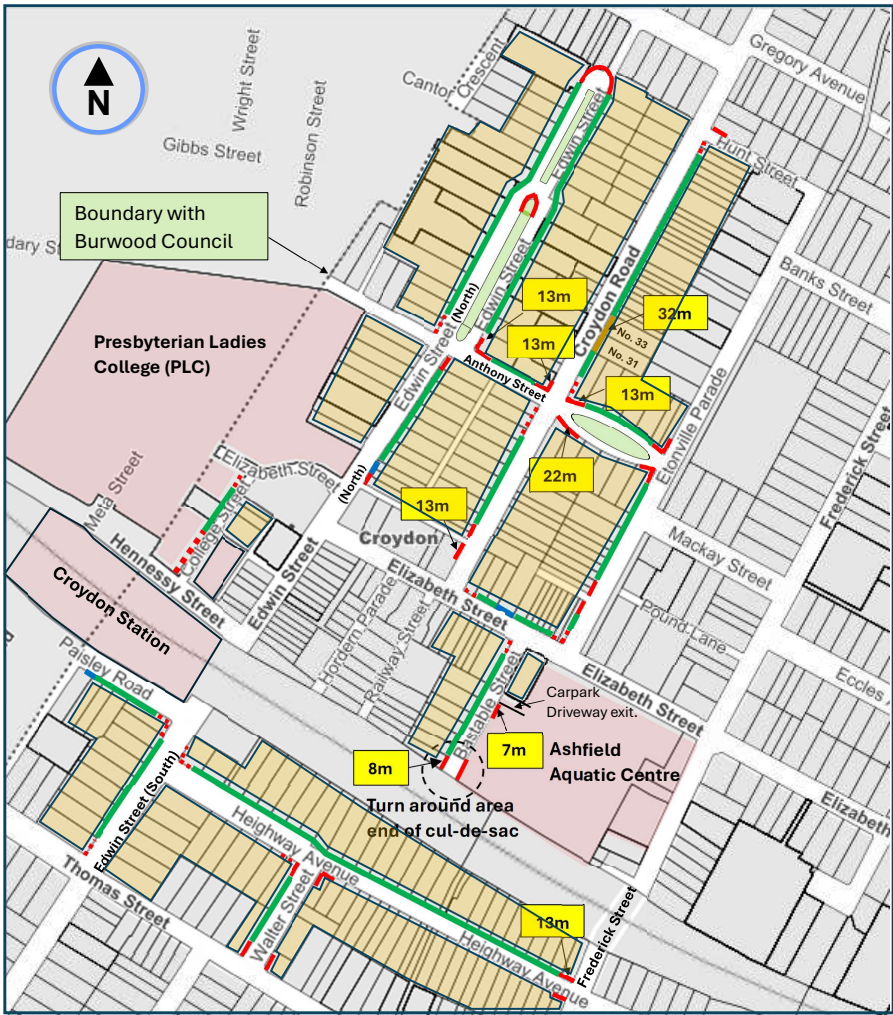 Gregory Avenue
Cantor Crescent
Wright Street
Gibbs Street
Robinson Street
N
Edwin Street
Hunt Street
Boundary with
Burwood Council
dary St
Edwin Street
(North)
Banks Street
13m
Croydon Road
32m
No. 33
No. 31
Presbyterian Ladies
College (PLC)
13m
Anthony Street
13m
Edwin Street
(North)
Etonville Parade
Frederick Street
Elizabeth Street
22m
Meta Street
College Street
13m
Croydon
Hennessy Street
Edwin Street
Mackay Street
Croydon Station
Elizabeth Street
Hordern Parade
Railway Street
Pound Lane
Paisley Road
Bastable Street
Elizabeth Street
Eccles
Carpark
Driveway exit.
7m
Ashfield
Aquatic Centre
8m
Turn around area
end of cul-de-sac
Edwin Street (South)
Elizabeth
Heighway Avenue
Thomas Street
Walter Street
13m
Frederick Street
Heighway Avenue